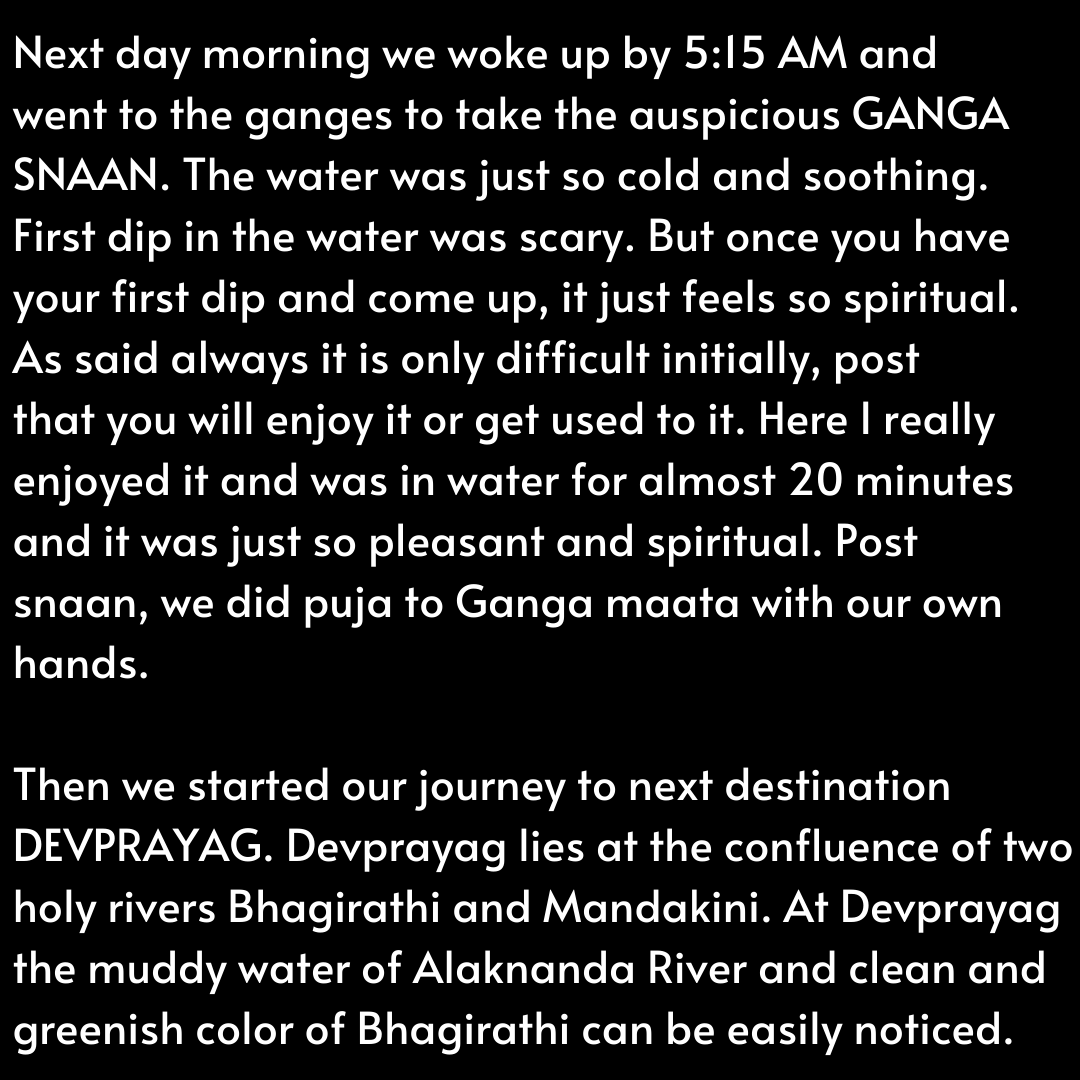 Next day morning we woke up by 5:15 AM and
went to the ganges to take the auspicious GANGA
SNAAN. The water was just so cold and soothing.
First dip in the water was scary. But once you have
your first dip and come up, it just feels so spiritual.
As said always it is only difficult initially, post
that you will enjoy it or get used to it. Here I really
enjoyed it and was in water for almost 20 minutes
and it was just so pleasant and spiritual. Post
snaan, we did puja to Ganga maata with our own
hands.

Then we started our journey to next destination
DEVPRAYAG. Devprayag lies at the confluence of two
holy rivers Bhagirathi and Mandakini. At Devprayag
the muddy water of Alaknanda River and clean and
greenish color of Bhagirathi can be easily noticed.